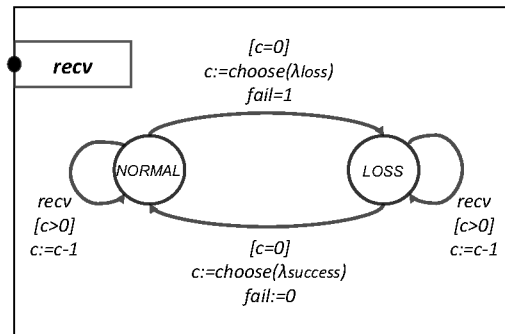 recv
[c=0]
c:=choose(λloss)
fail=1
NORMAL
LOSS
recv
[c>0]
c:=c-1
recv
[c>0]
c:=c-1
[c=0]
c:=choose(λsuccess)
fail:=0